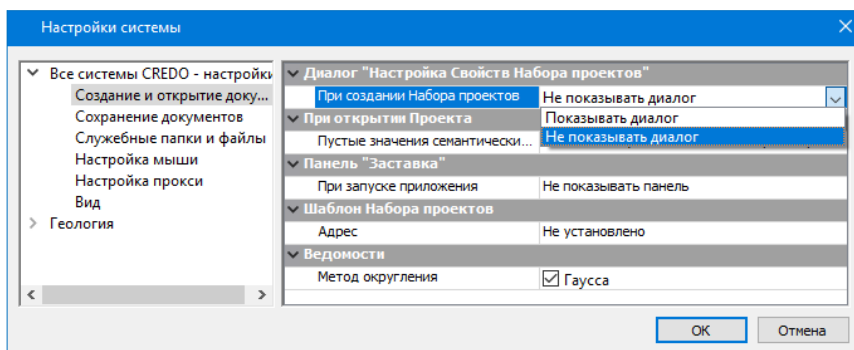 Настройки системы
Все системы CREDO - настройки
Создание и открытие доку...
Сохранение документов
Служебные папки и файлы
Настройка мыши
Настройка прокси
Вид
Геология
Диалог "Настройка Свойств Набора проектов"
При создании Набора проектов Не показывать диалог
Показывать диалог
Не показывать диалог
При открытии Проекта
Пустые значения семантически...
Панель "Заставка"
При запуске приложения Не показывать панель
Шаблон Набора проектов
Адрес Не установлено
Ведомости
Метод округления Гаусса
ОК Отмена